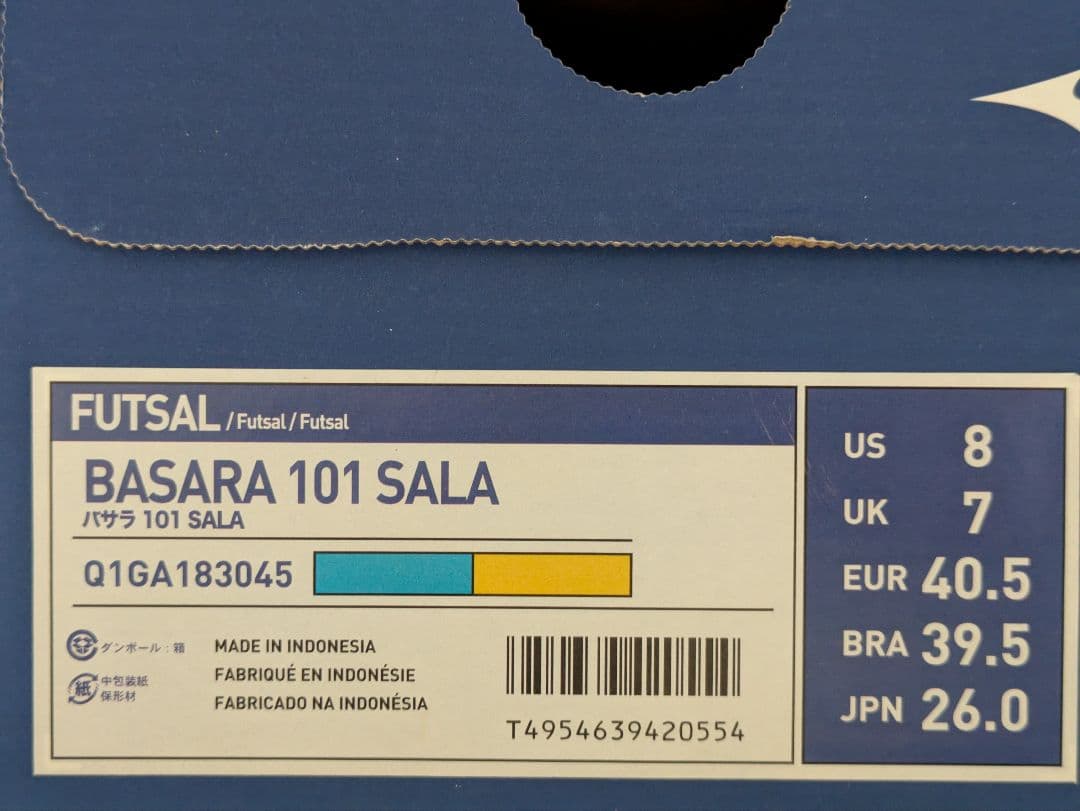 FUTSAL / Futsal / Futsal
BASARA 101 SALA
バサラ 101 SALA
Q1GA183045
ダンボール : 箱
紙 中包装紙
保形材
MADE IN INDONESIA
FABRIQUÉ EN INDONÉSIE
FABRICADO NA INDONÉSIA
T4954639420554
US 8
UK 7
EUR 40.5
BRA 39.5
JPN 26.0